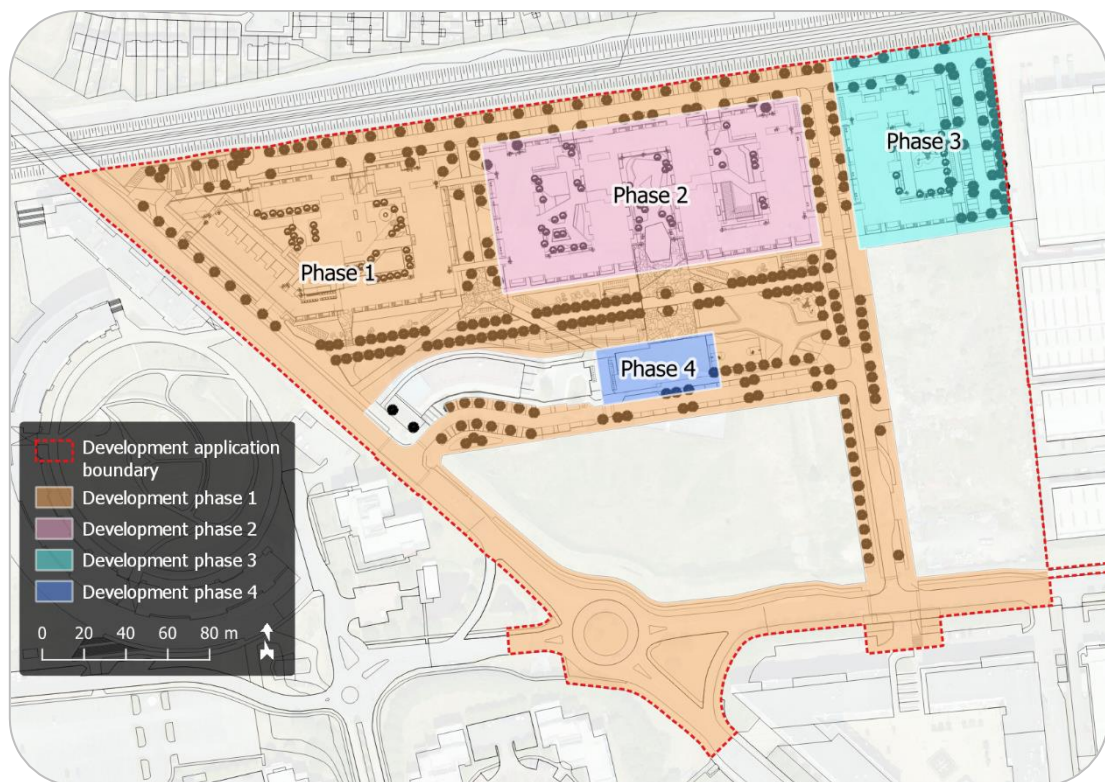 Phase 3
Phase 2
Phase 1
Phase 4
Development application
boundary
Development phase 1
Development phase 2
Development phase 3
Development phase 4
0 20 40 60 80 m